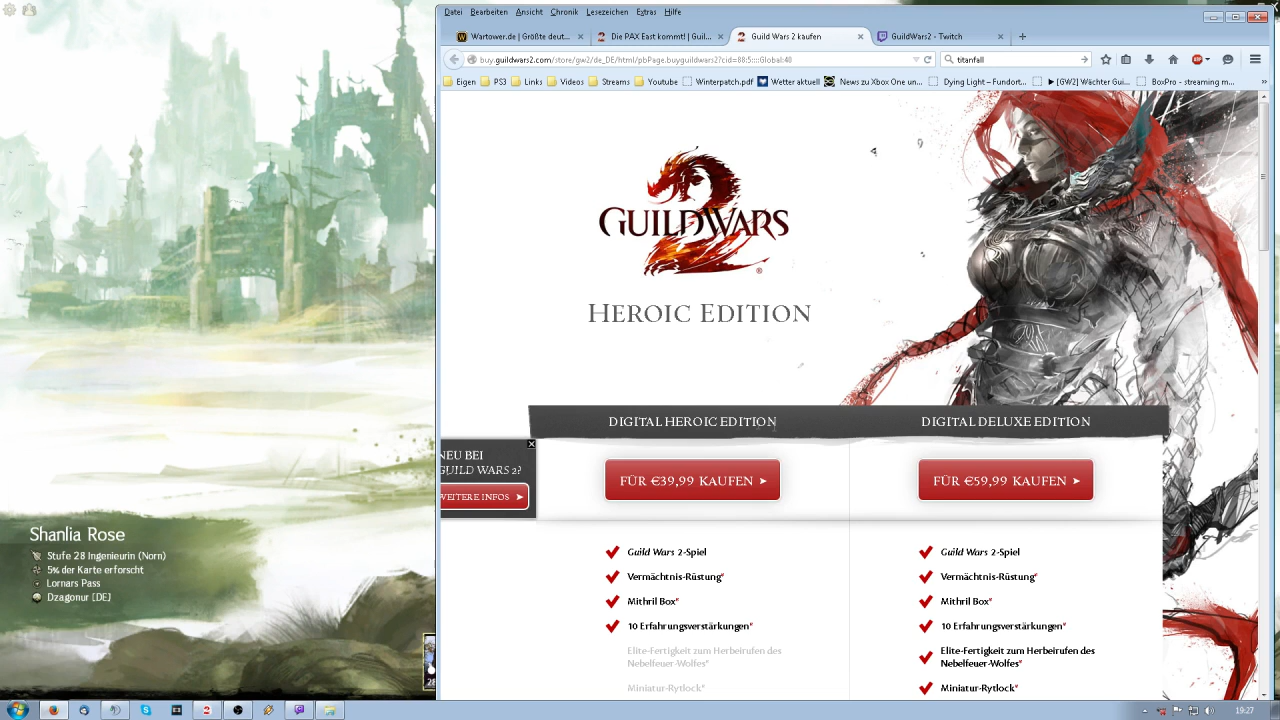 Datei Bearbeiten Ansicht Chronik Lesezeichen Extras Hilfe
Wartower.de | Größte deut... Die PAX East kommt! | Guil... Guild Wars 2 kaufen GuildWars2 - Twitch
buy.guildwars2.com/store/gw2/de_DE/html/pbPage.buyguildwars2?cid=88:5::::Global:40 titanfall
Eigen PS3 Links Videos Streams Youtube Winterpatch.pdf Wetter aktuell News zu Xbox One un... Dying Light – Fundort... ▶ [GW2] Wächter Gui... BoxPro - streaming m... »
GUILD WARS 2
HEROIC EDITION
DIGITAL HEROIC EDITION DIGITAL DELUXE EDITION
NEU BEI
GUILD WARS 2?
WEITERE INFOS
FÜR €39,99 KAUFEN FÜR €59,99 KAUFEN
Guild Wars 2-Spiel Guild Wars 2-Spiel
Vermächtnis-Rüstung* Vermächtnis-Rüstung*
Mithril Box* Mithril Box*
10 Erfahrungsverstärkungen* 10 Erfahrungsverstärkungen*
Elite-Fertigkeit zum Herbeirufen des Elite-Fertigkeit zum Herbeirufen des
Nebelfeuer-Wolfes* Nebelfeuer-Wolfes*
Miniatur-Rytlock* Miniatur-Rytlock*
Shanlia Rose
Stufe 28 Ingenieurin (Norn)
5% der Karte erforscht
Lornars Pass
Dzagonur [DE]
28
19:27